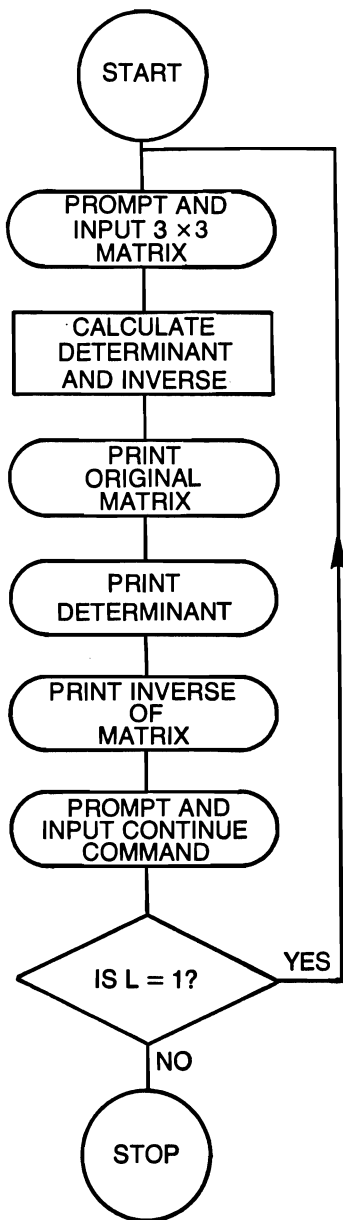 START
PROMPT AND
INPUT 3 × 3
MATRIX
CALCULATE
DETERMINANT
AND INVERSE
PRINT
ORIGINAL
MATRIX
PRINT
DETERMINANT
PRINT INVERSE
OF
MATRIX
PROMPT AND
INPUT CONTINUE
COMMAND
IS L = 1?
YES
NO
STOP